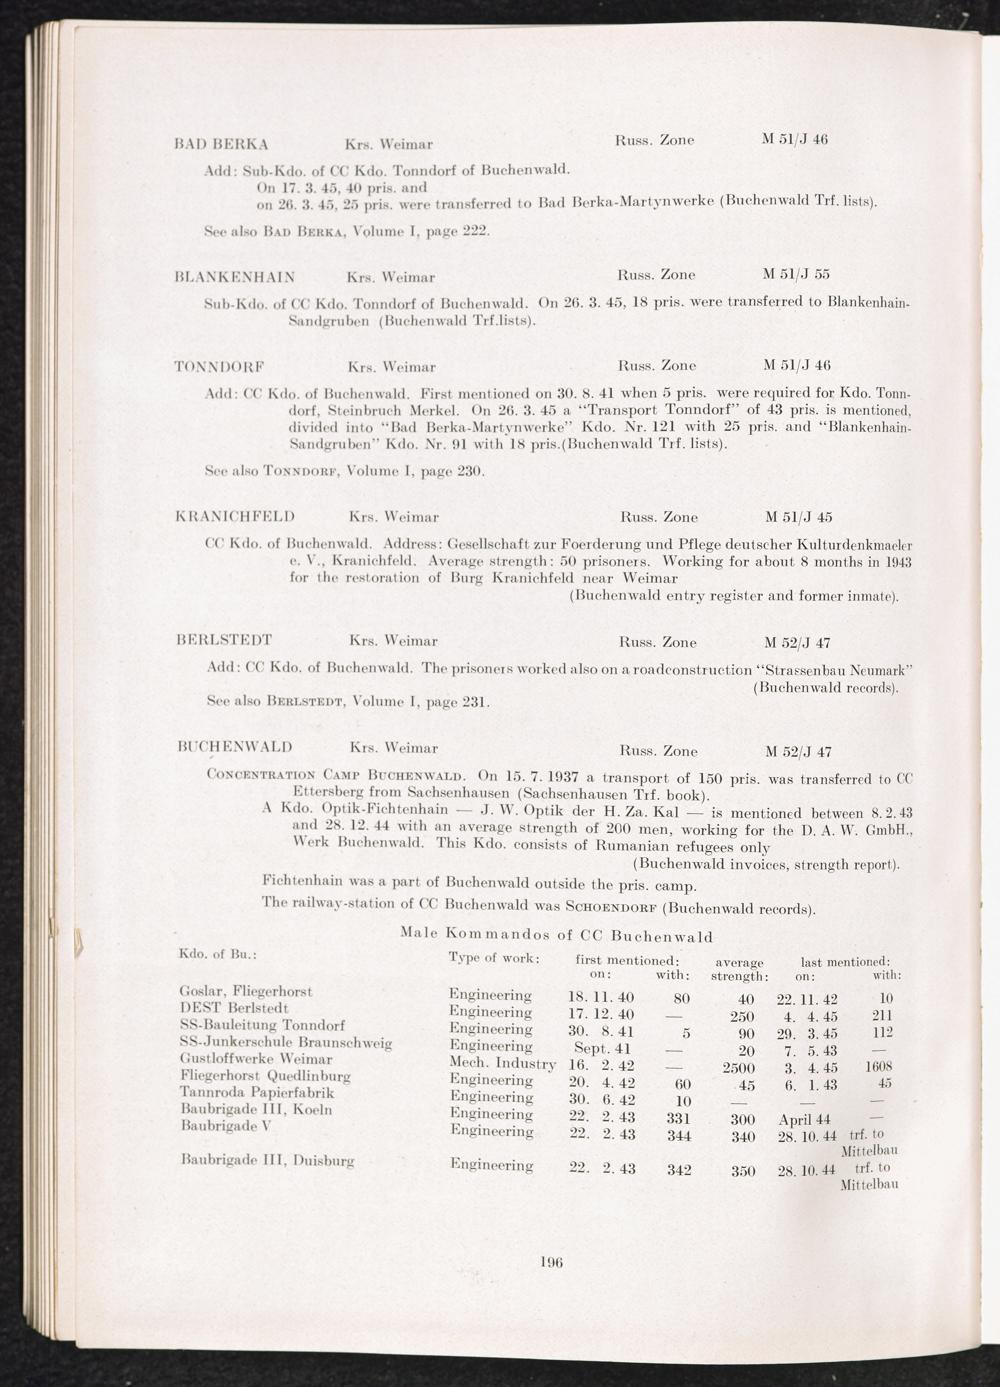 BAD BERKA Krs. Weimar Russ. Zone M 51/J 46
Add: Sub-Kdo. of CC Kdo. Tonndorf of Buchenwald.
On 17. 3. 45, 40 pris. and
on 26. 3. 45, 25 pris. were transferred to Bad Berka-Martynwerke (Buchenwald Trf. lists).
See also BAD BERKA, Volume I, page 222.
BLANKENHAIN Krs. Weimar Russ. Zone M 51/J 55
Sub-Kdo. of CC Kdo. Tonndorf of Buchenwald. On 26. 3. 45, 18 pris. were transferred to Blankenhain-
Sandgruben (Buchenwald Trf.lists).
TONNDORF Krs. Weimar Russ. Zone M 51/J 46
Add: CC Kdo. of Buchenwald. First mentioned on 30. 8. 41 when 5 pris. were required for Kdo. Tonn-
dorf, Steinbruch Merkel. On 26. 3. 45 a “Transport Tonndorf” of 43 pris. is mentioned,
divided into “Bad Berka-Martynwerke” Kdo. Nr. 121 with 25 pris. and “Blankenhain-
Sandgruben” Kdo. Nr. 91 with 18 pris.(Buchenwald Trf. lists).
See also TONNDORF, Volume I, page 230.
KRANICHFELD Krs. Weimar Russ. Zone M 51/J 45
CC Kdo. of Buchenwald. Address: Gesellschaft zur Foerderung und Pflege deutscher Kulturdenkmaeler
e. V., Kranichfeld. Average strength: 50 prisoners. Working for about 8 months in 1943
for the restoration of Burg Kranichfeld near Weimar
(Buchenwald entry register and former inmate).
BERLSTEDT Krs. Weimar Russ. Zone M 52/J 47
Add: CC Kdo. of Buchenwald. The prisoners worked also on a roadconstruction “Strassenbau Neumark”
(Buchenwald records).
See also BERLSTEDT, Volume I, page 231.
BUCHENWALD Krs. Weimar Russ. Zone M 52/J 47
CONCENTRATION CAMP BUCHENWALD. On 15. 7. 1937 a transport of 150 pris. was transferred to CC
Ettersberg from Sachsenhausen (Sachsenhausen Trf. book).
A Kdo. Optik-Fichtenhain — J. W. Optik der H. Za. Kal — is mentioned between 8. 2. 43
and 28. 12. 44 with an average strength of 200 men, working for the D. A. W. GmbH.,
Werk Buchenwald. This Kdo. consists of Rumanian refugees only
(Buchenwald invoices, strength report).
Fichtenhain was a part of Buchenwald outside the pris. camp.
The railway-station of CC Buchenwald was SCHOENDORF (Buchenwald records).
Male Kommandos of CC Buchenwald
Kdo. of Bu.: Type of work: first mentioned: average last mentioned:
on: with: strength: on: with:
Goslar, Fliegerhorst Engineering 18. 11. 40 80 40 22. 11. 42 10
DEST Berlstedt Engineering 17. 12. 40 — 250 4. 4. 45 211
SS-Bauleitung Tonndorf Engineering 30. 8. 41 5 90 29. 3. 45 112
SS-Junkerschule Braunschweig Engineering Sept. 41 — 20 7. 5. 43 —
Gustloffwerke Weimar Mech. Industry 16. 2. 42 — 2500 3. 4. 45 1608
Fliegerhorst Quedlinburg Engineering 20. 4. 42 60 45 6. 1. 43 45
Tannroda Papierfabrik Engineering 30. 6. 42 10 — — —
Baubrigade III, Koeln Engineering 22. 2. 43 331 300 April 44 —
Baubrigade V Engineering 22. 2. 43 344 340 28. 10. 44 trf. to
Mittelbau
Baubrigade III, Duisburg Engineering 22. 2. 43 342 350 28. 10. 44 trf. to
Mittelbau
196